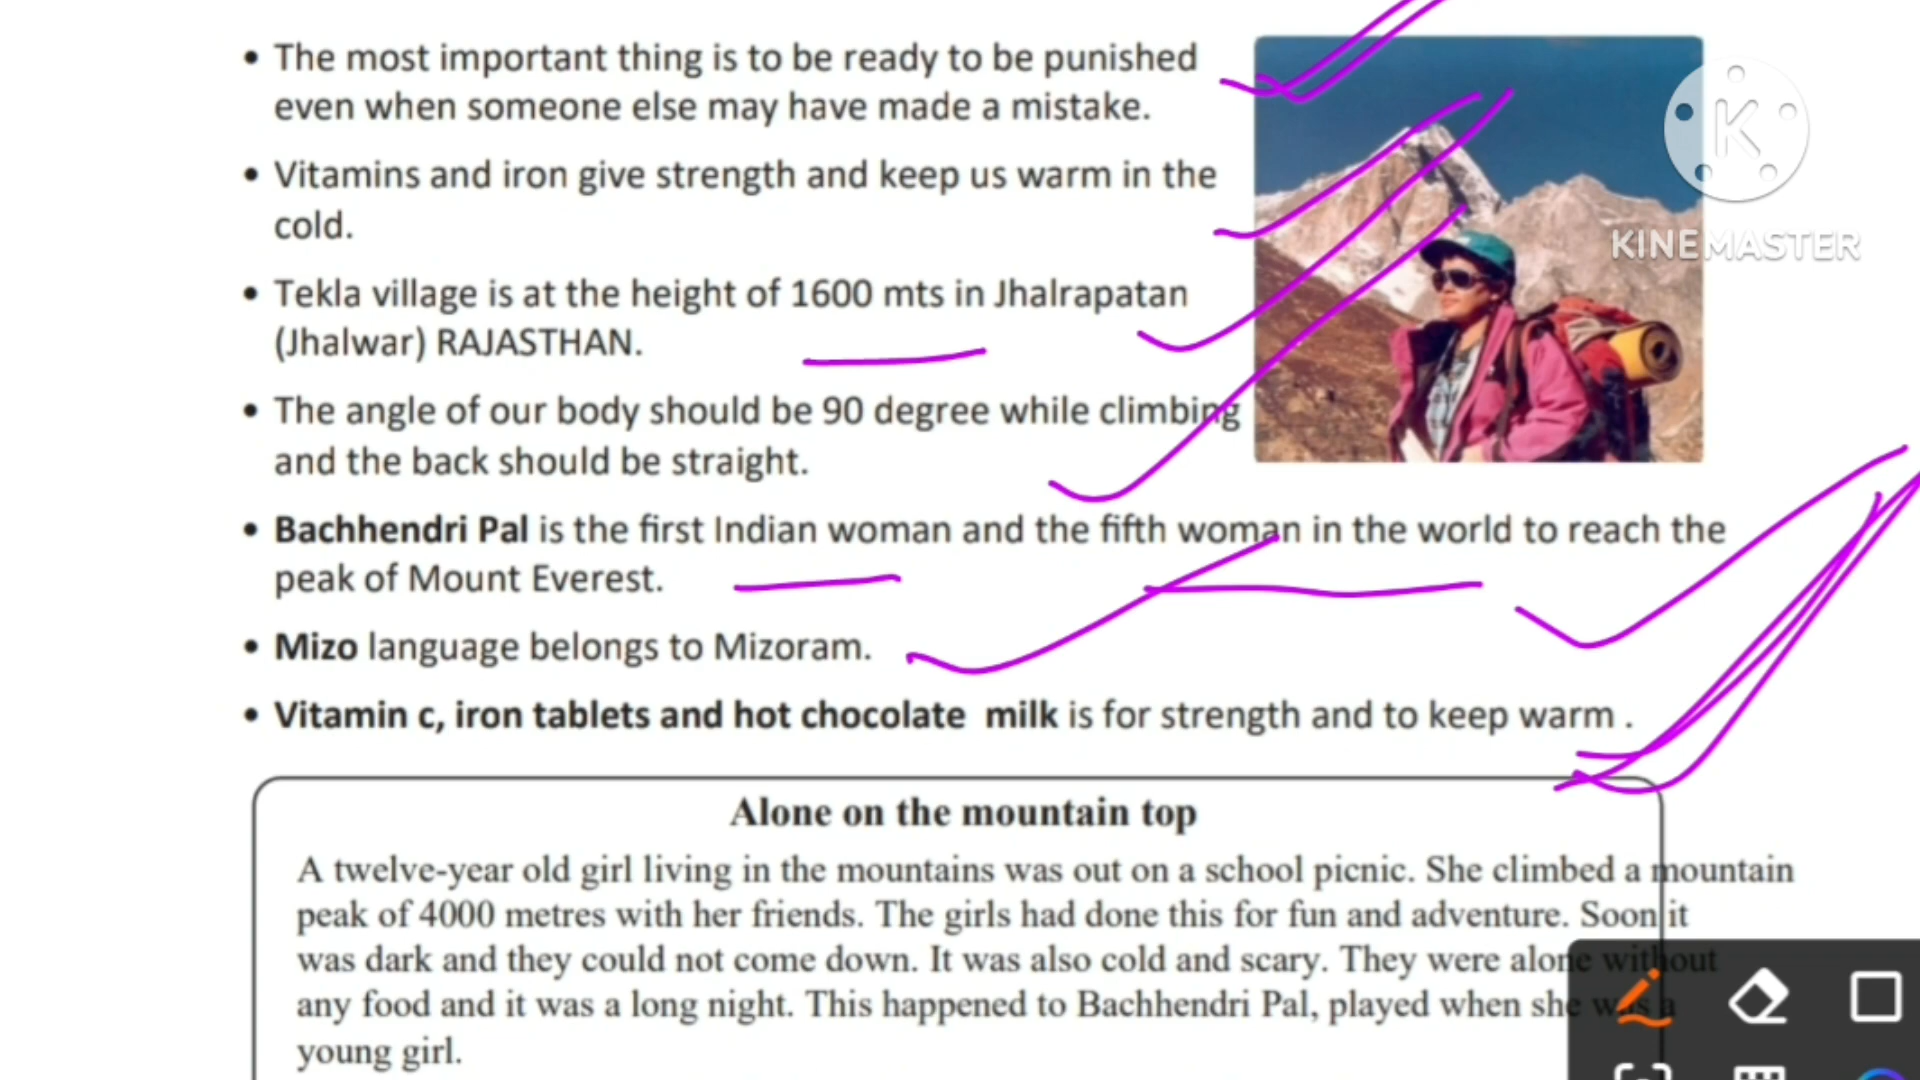 • The most important thing is to be ready to be punished
even when someone else may have made a mistake.
• Vitamins and iron give strength and keep us warm in the
cold.
• Tekla village is at the height of 1600 mts in Jhalrapatan
(Jhalwar) RAJASTHAN.
• The angle of our body should be 90 degree while climbing
and the back should be straight.
• Bachhendri Pal is the first Indian woman and the fifth woman in the world to reach the
peak of Mount Everest.
• Mizo language belongs to Mizoram.
• Vitamin c, iron tablets and hot chocolate milk is for strength and to keep warm .
K
KINEMASTER
Alone on the mountain top
A twelve-year old girl living in the mountains was out on a school picnic. She climbed a mountain
peak of 4000 metres with her friends. The girls had done this for fun and adventure. Soon it
was dark and they could not come down. It was also cold and scary. They were alone without
any food and it was a long night. This happened to Bachhendri Pal, played when she was a
young girl.